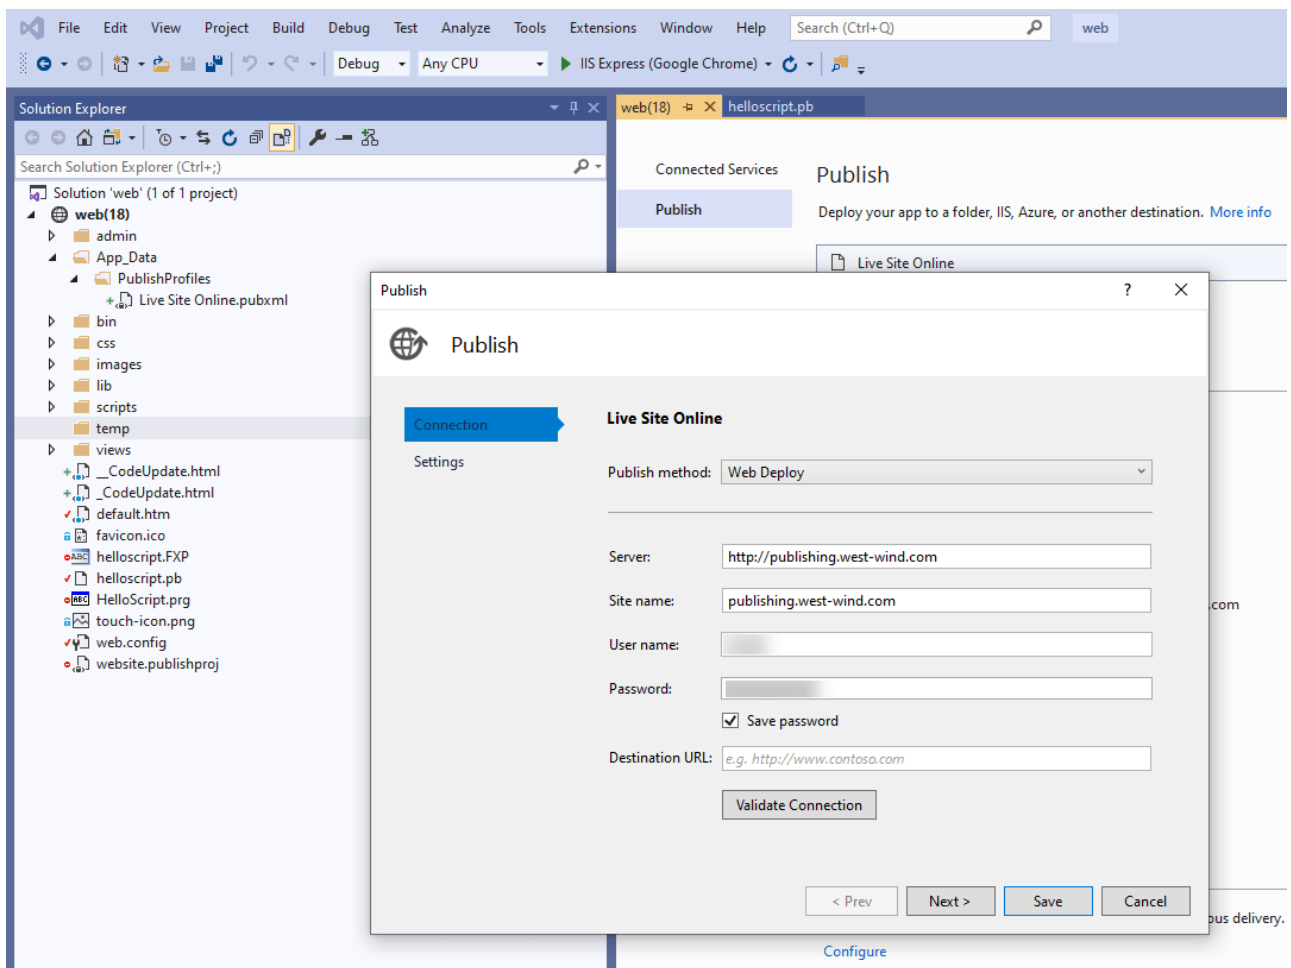 File Edit View Project Build Debug Test Analyze Tools Extensions Window Help Search (Ctrl+Q) web
Debug Any CPU IIS Express (Google Chrome)
Solution Explorer
web(18) helloscript.pb
Search Solution Explorer (Ctrl+;)
Solution 'web' (1 of 1 project)
web(18)
admin
App_Data
PublishProfiles
Live Site Online.pubxml
bin
css
images
lib
scripts
temp
views
__CodeUpdate.html
_CodeUpdate.html
default.htm
favicon.ico
ABC helloscript.FXP
helloscript.pb
ABC HelloScript.prg
touch-icon.png
web.config
website.publishproj
Connected Services
Publish
Publish
Deploy your app to a folder, IIS, Azure, or another destination. More info
Live Site Online
Publish ?
Publish
Connection
Settings
Live Site Online
Publish method: Web Deploy
Server: http://publishing.west-wind.com
Site name: publishing.west-wind.com
User name:
Password:
Save password
Destination URL: e.g. http://www.contoso.com
Validate Connection
< Prev Next > Save Cancel
.com
ous delivery.
Configure